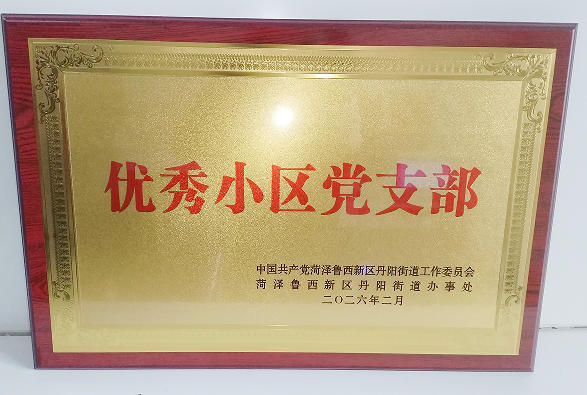 优秀小区党支部
中国共产党菏泽鲁西新区丹阳街道工作委员会
菏泽鲁西新区丹阳街道办事处
二〇二六年二月